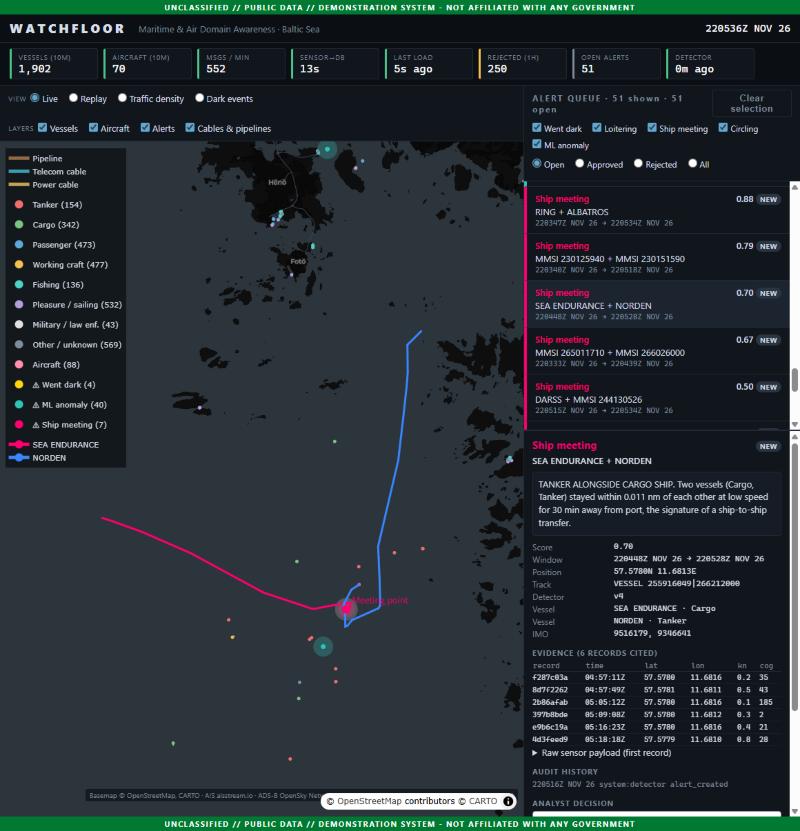 UNCLASSIFIED // PUBLIC DATA // DEMONSTRATION SYSTEM - NOT AFFILIATED WITH ANY GOVERNMENT
WATCHFLOOR Maritime & Air Domain Awareness · Baltic Sea 220536Z NOV 26
VESSELS (10M) AIRCRAFT (10M) MSGS / MIN SENSOR→DB LAST LOAD REJECTED (1H) OPEN ALERTS DETECTOR
1,902 70 552 13s 5s ago 250 51 0m ago
VIEW Live Replay Traffic density Dark events
LAYERS Vessels Aircraft Alerts Cables & pipelines
Pipeline
Telecom cable
Power cable
Tanker (154)
Cargo (342)
Passenger (473)
Working craft (477)
Fishing (136)
Pleasure / sailing (532)
Military / law enf. (43)
Other / unknown (569)
Aircraft (88)
⚠ Went dark (4)
⚠ ML anomaly (40)
⚠ Ship meeting (7)
SEA ENDURANCE
NORDEN
Hönö
Fotö
Meeting point
Basemap © OpenStreetMap, CARTO · AIS aisstream.io · ADS-B OpenSky
© OpenStreetMap contributors © CARTO
ALERT QUEUE · 51 shown · 51
open
Clear
selection
Went dark Loitering Ship meeting Circling
ML anomaly
Open Approved Rejected All
Ship meeting 0.88 NEW
RING + ALBATROS
220347Z NOV 26 → 220534Z NOV 26
Ship meeting 0.79 NEW
MMSI 230125940 + MMSI 230151590
220340Z NOV 26 → 220518Z NOV 26
Ship meeting 0.70 NEW
SEA ENDURANCE + NORDEN
220448Z NOV 26 → 220528Z NOV 26
Ship meeting 0.67 NEW
MMSI 265011710 + MMSI 266026000
220333Z NOV 26 → 220439Z NOV 26
Ship meeting 0.50 NEW
DARSS + MMSI 244130526
220515Z NOV 26 → 220534Z NOV 26
Ship meeting NEW
SEA ENDURANCE + NORDEN
TANKER ALONGSIDE CARGO SHIP. Two vessels (Cargo,
Tanker) stayed within 0.011 nm of each other at low speed
for 30 min away from port, the signature of a ship-to-ship
transfer.
Score 0.70
Window 220448Z NOV 26 → 220528Z NOV 26
Position 57.5780N 11.6813E
Track VESSEL 255916049|266212000
Detector v4
Vessel SEA ENDURANCE · Cargo
Vessel NORDEN · Tanker
IMO 9516179, 9346641
EVIDENCE (6 RECORDS CITED)
record time lat lon kn cog
f287c03a 04:57:11Z 57.5780 11.6816 0.2 35
8d7f2262 04:57:49Z 57.5781 11.6811 0.5 43
2b86afab 05:05:12Z 57.5780 11.6816 0.1 185
397b8bde 05:09:08Z 57.5780 11.6812 0.3 2
e9b6c19a 05:16:23Z 57.5780 11.6816 0.4 21
4d3feed9 05:18:18Z 57.5779 11.6810 0.8 28
▶ Raw sensor payload (first record)
AUDIT HISTORY
220516Z NOV 26 system:detector alert_created
ANALYST DECISION
UNCLASSIFIED // PUBLIC DATA // DEMONSTRATION SYSTEM - NOT AFFILIATED WITH ANY GOVERNMENT